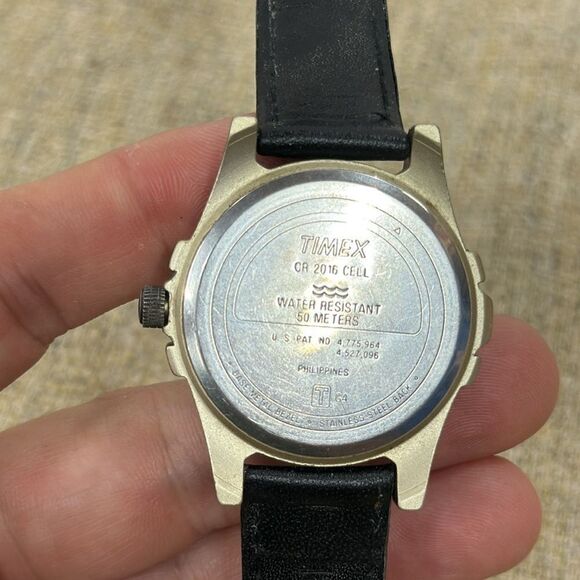 TIMEX
CR 2016 CELL
WATER RESISTANT
50 METERS
U.S. PAT NO. 4,775,964
4,527,096
PHILIPPINES
T
BASE METAL BEZEL * STAINLESS STEEL BACK *